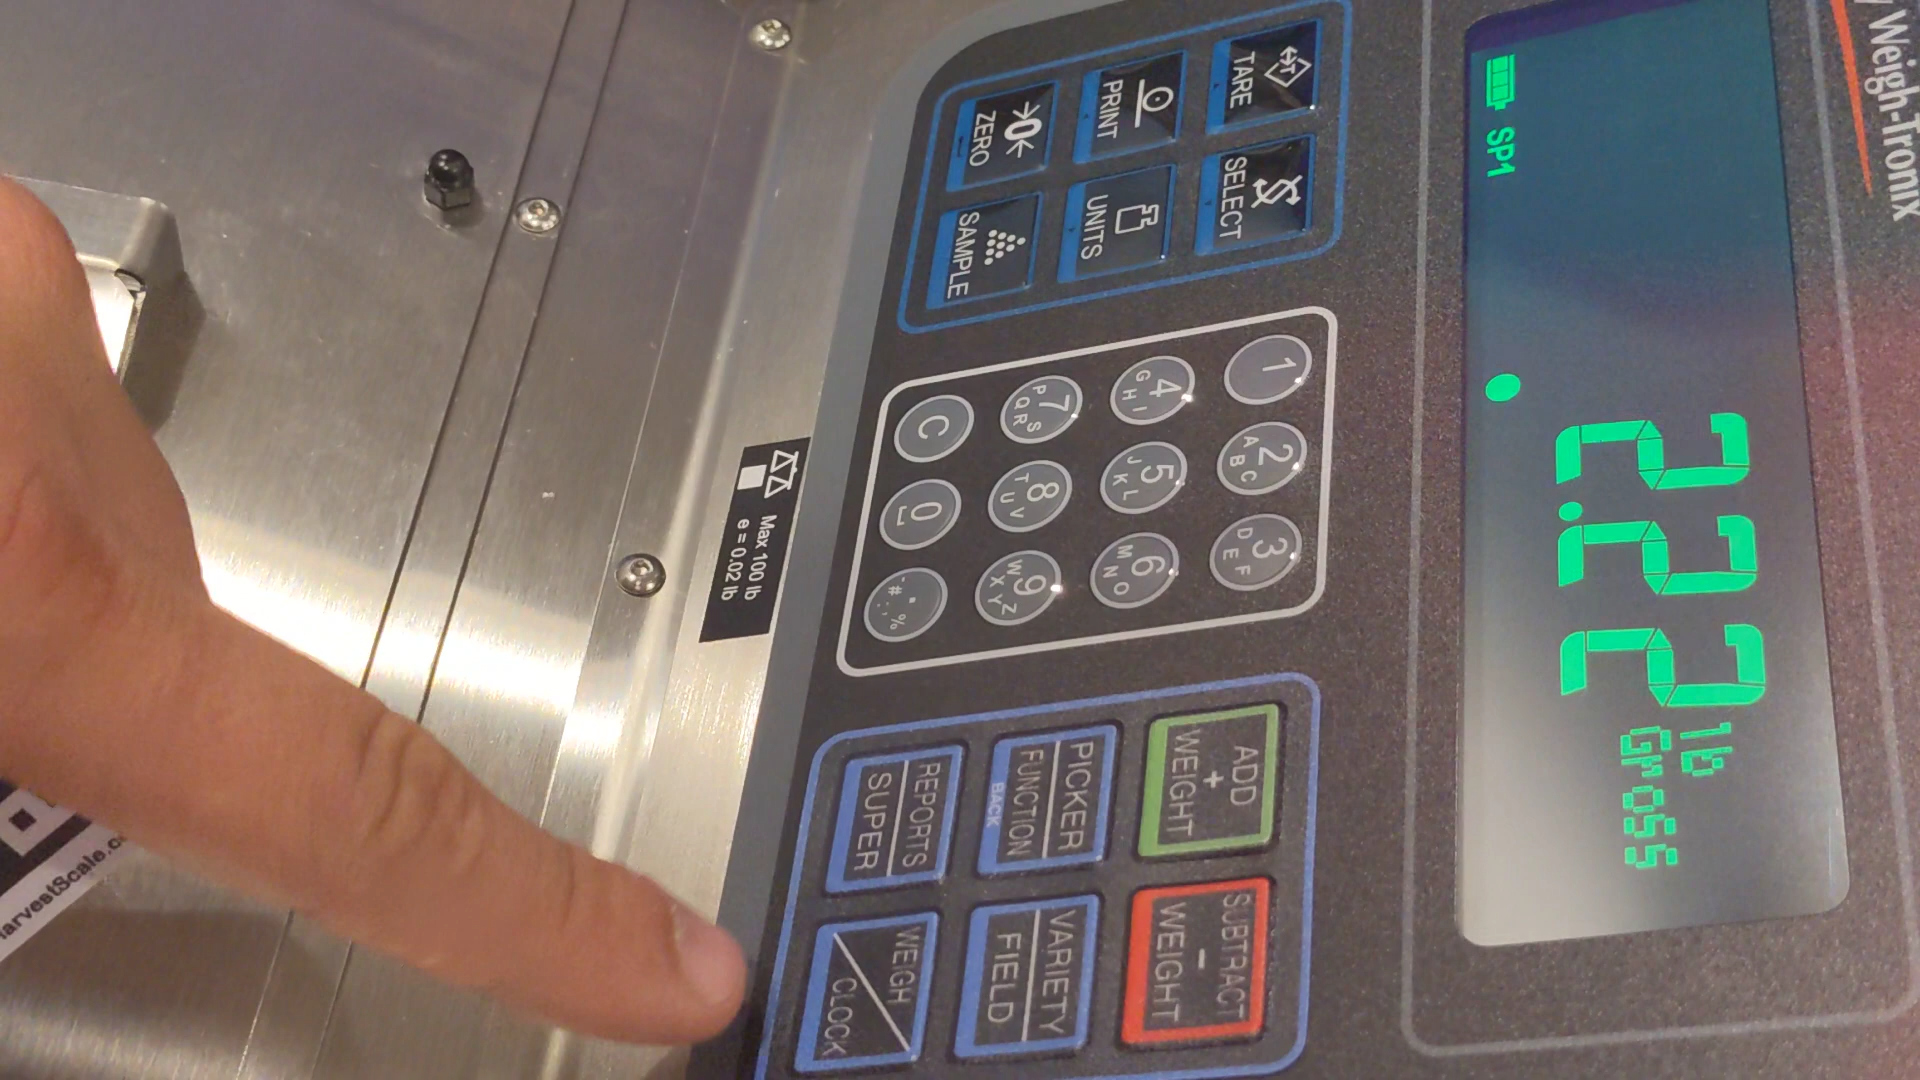 Weigh-Tronix
SP1
2.22 lb
Gross
TARE
SELECT
PRINT
UNITS
ZERO
SAMPLE
1
2 ABC
3 DEF
4 GHI
5 JKL
6 MNO
7 PQRS
8 TUV
9 WXYZ
C
0
ADD
+
WEIGHT
SUBTRACT
-
WEIGHT
PICKER
FUNCTION
BACK
VARIETY
FIELD
REPORTS
SUPER
WEIGH
CLOCK
Max 100 lb
e = 0.02 lb